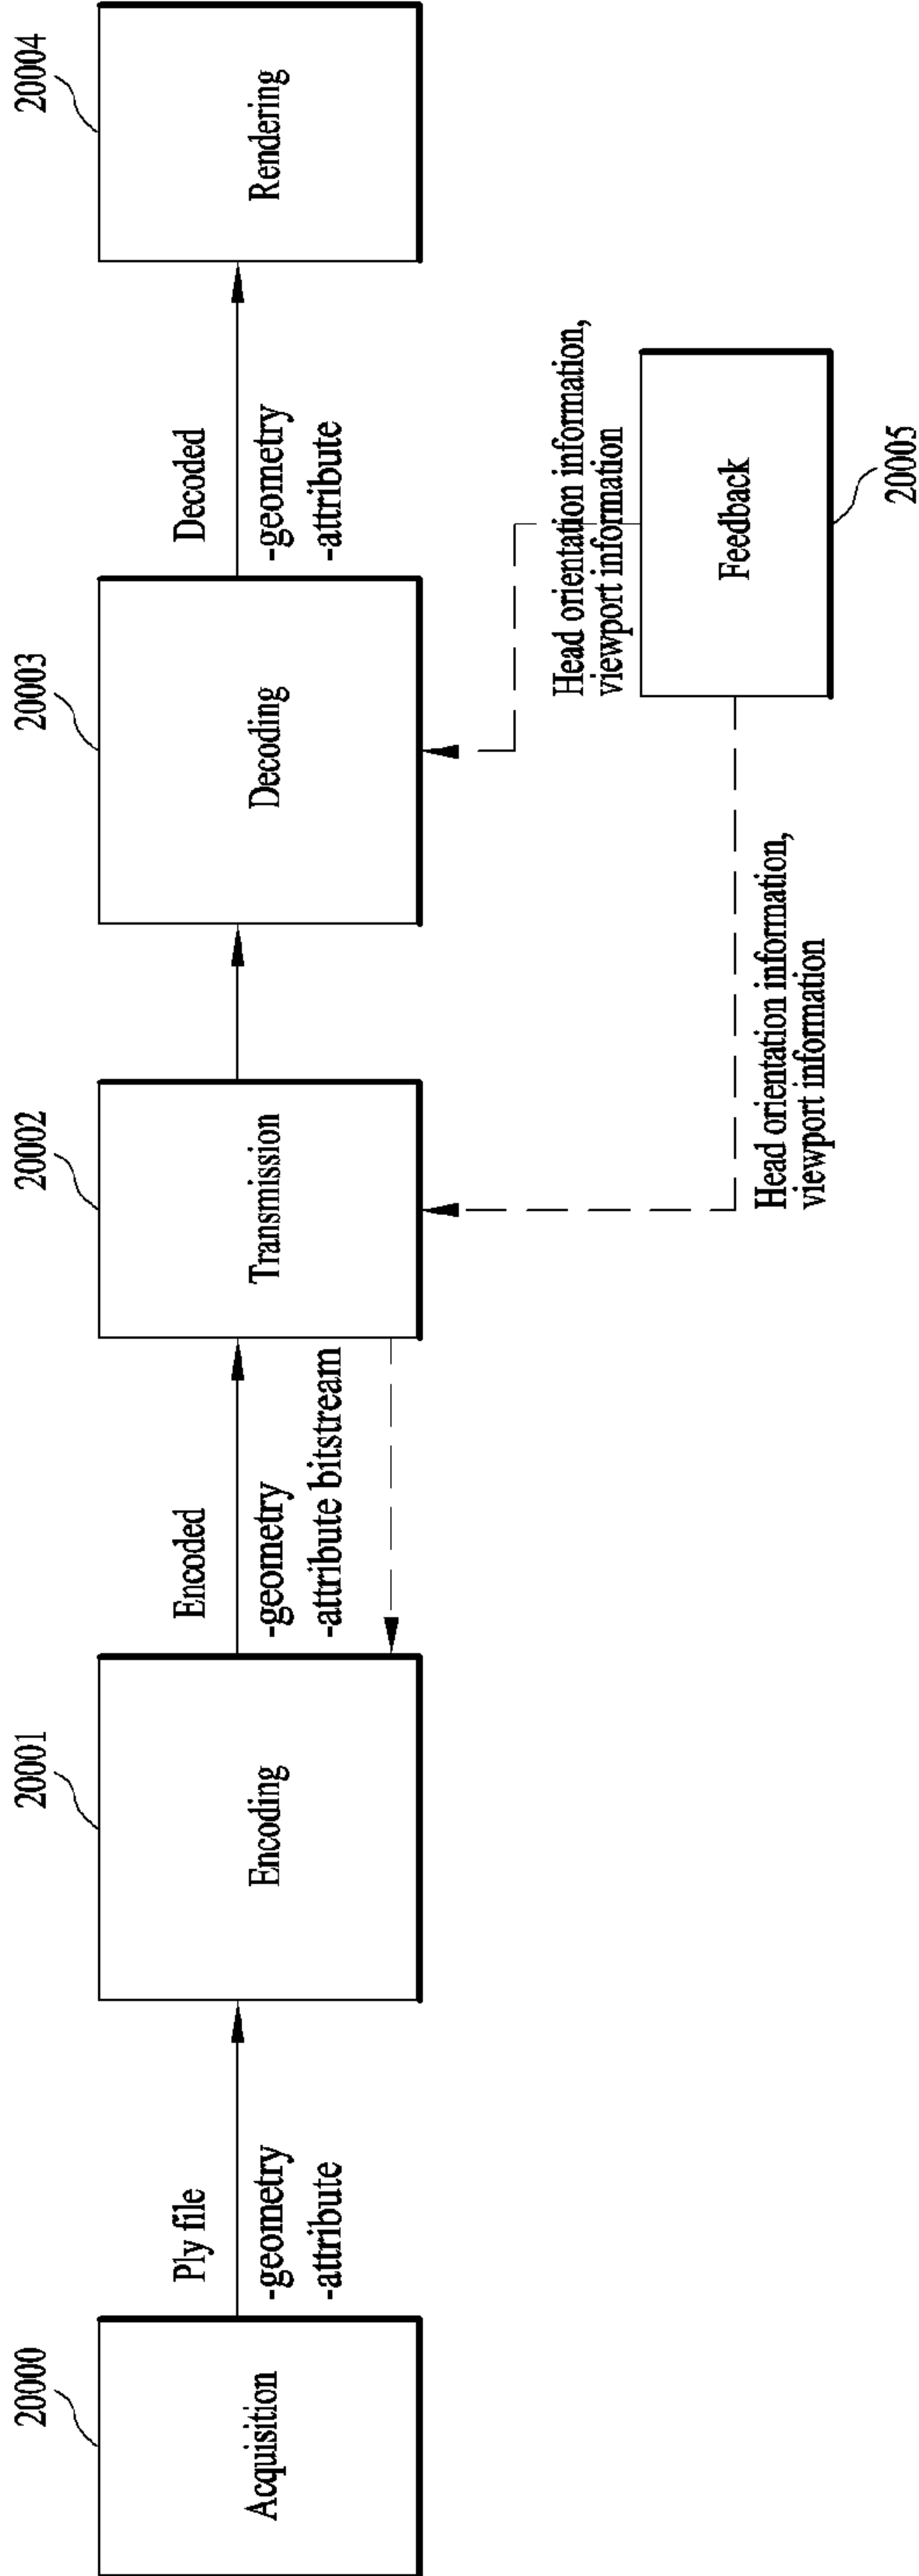 20000
Acquisition
Ply file
-geometry
-attribute
20001
Encoding
Encoded
-geometry
-attribute bitstream
20002
Transmission
20003
Decoding
Decoded
-geometry
-attribute
20004
Rendering
Head orientation information,
viewport information
Head orientation information,
viewport information
Feedback
20005